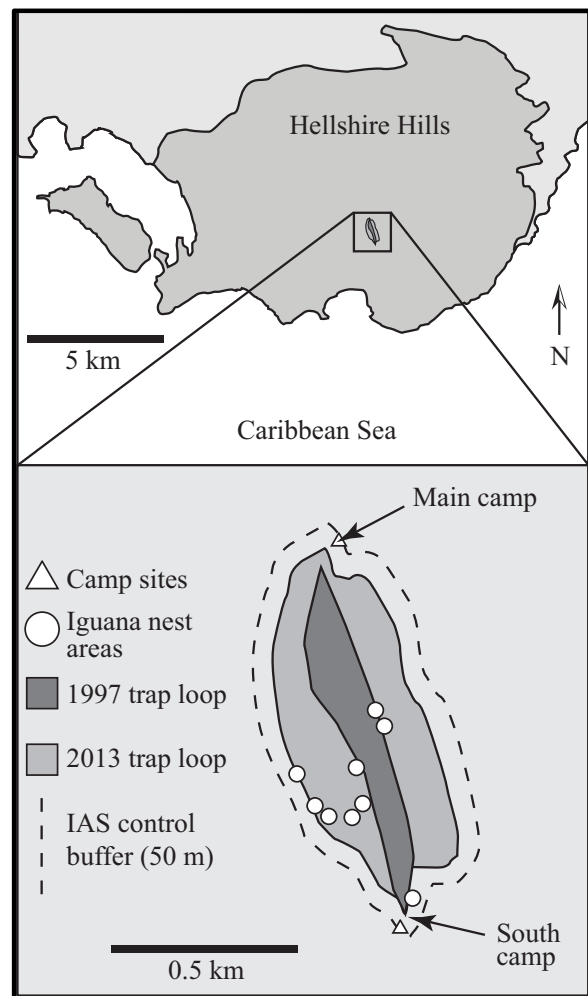 Hellshire Hills
5 km
N
Caribbean Sea
Main camp
Camp sites
Iguana nest
areas
1997 trap loop
2013 trap loop
IAS control
buffer (50 m)
0.5 km
South
camp